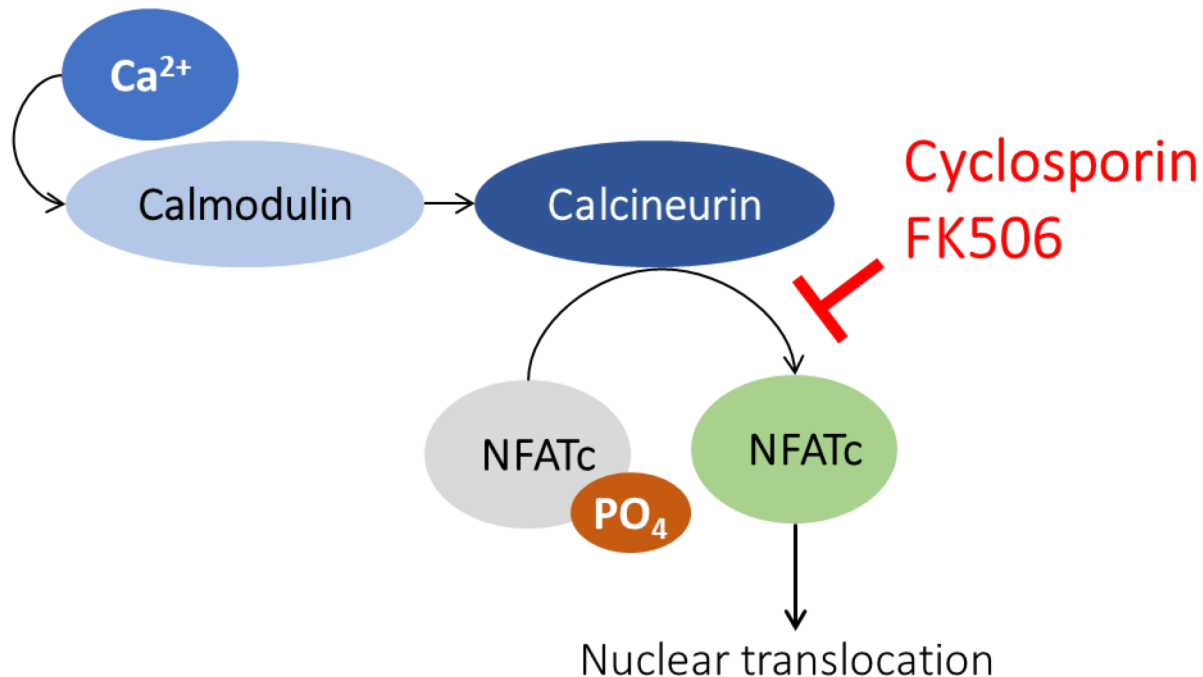 Ca²⁺
Calmodulin
Calcineurin
Cyclosporin
FK506
NFATc
PO₄
NFATc
Nuclear translocation